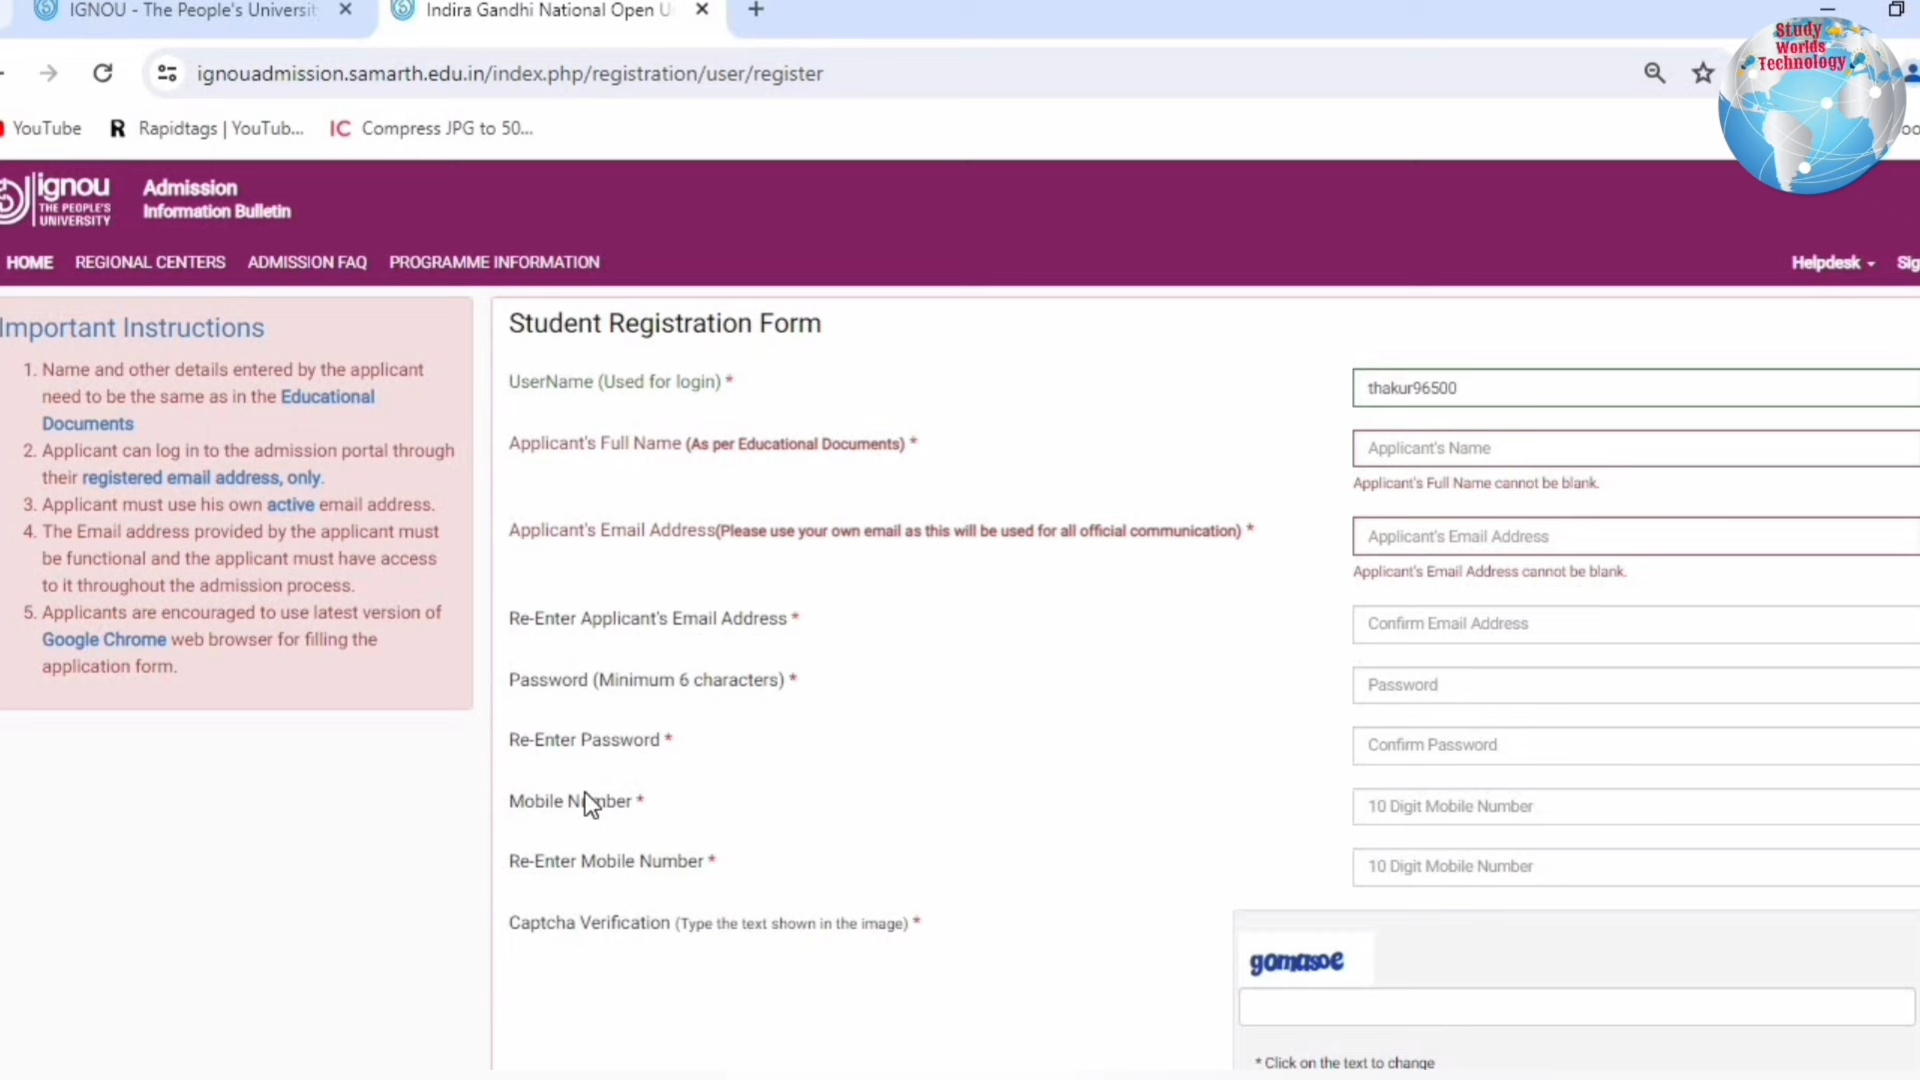 IGNOU - The People's Universit
Indira Gandhi National Open U
ignouadmission.samarth.edu.in/index.php/registration/user/register
Study
Worlds
Technology
YouTube
Rapidtags | YouTub...
IC Compress JPG to 50...
ignou
THE PEOPLE'S
UNIVERSITY
Admission
Information Bulletin
HOME REGIONAL CENTERS ADMISSION FAQ PROGRAMME INFORMATION Helpdesk
Important Instructions
1. Name and other details entered by the applicant
need to be the same as in the Educational
Documents
2. Applicant can log in to the admission portal through
their registered email address, only.
3. Applicant must use his own active email address.
4. The Email address provided by the applicant must
be functional and the applicant must have access
to it throughout the admission process.
5. Applicants are encouraged to use latest version of
Google Chrome web browser for filling the
application form.
Student Registration Form
UserName (Used for login) *
thakur96500
Applicant's Full Name (As per Educational Documents) *
Applicant's Name
Applicant's Full Name cannot be blank.
Applicant's Email Address(Please use your own email as this will be used for all official communication) *
Applicant's Email Address
Applicant's Email Address cannot be blank.
Re-Enter Applicant's Email Address *
Confirm Email Address
Password (Minimum 6 characters) *
Password
Re-Enter Password *
Confirm Password
Mobile Number *
10 Digit Mobile Number
Re-Enter Mobile Number *
10 Digit Mobile Number
Captcha Verification (Type the text shown in the image) *
gomasoe
* Click on the text to change